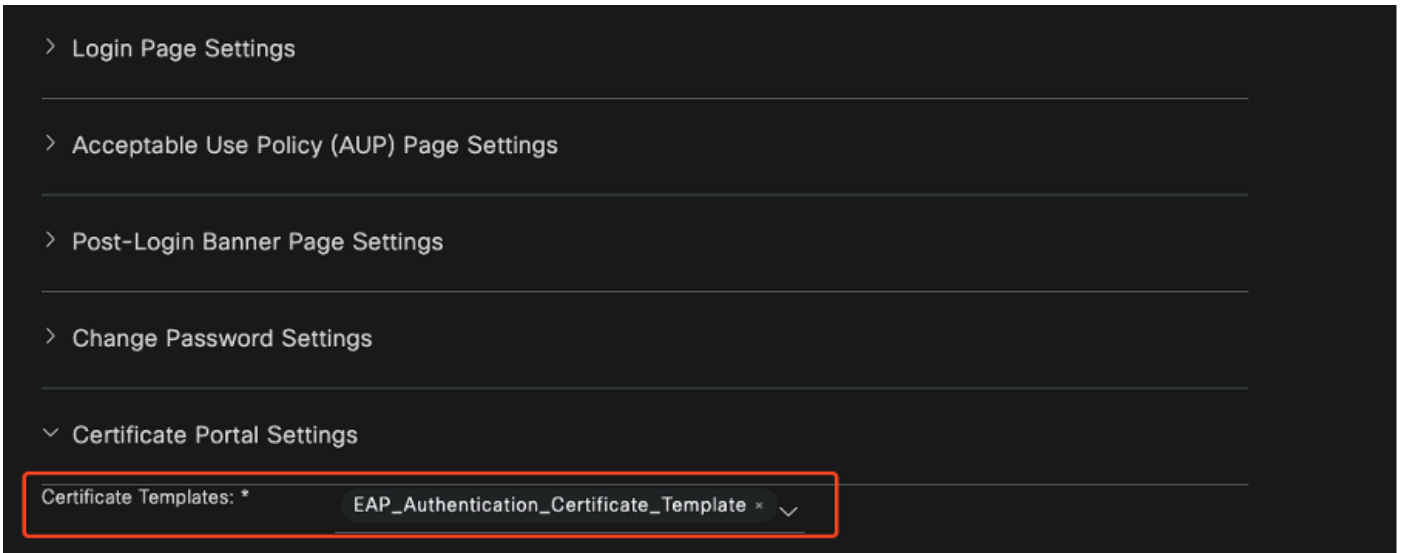 Login Page Settings
Acceptable Use Policy (AUP) Page Settings
Post-Login Banner Page Settings
Change Password Settings
Certificate Portal Settings
Certificate Templates: * EAP_Authentication_Certificate_Template ×